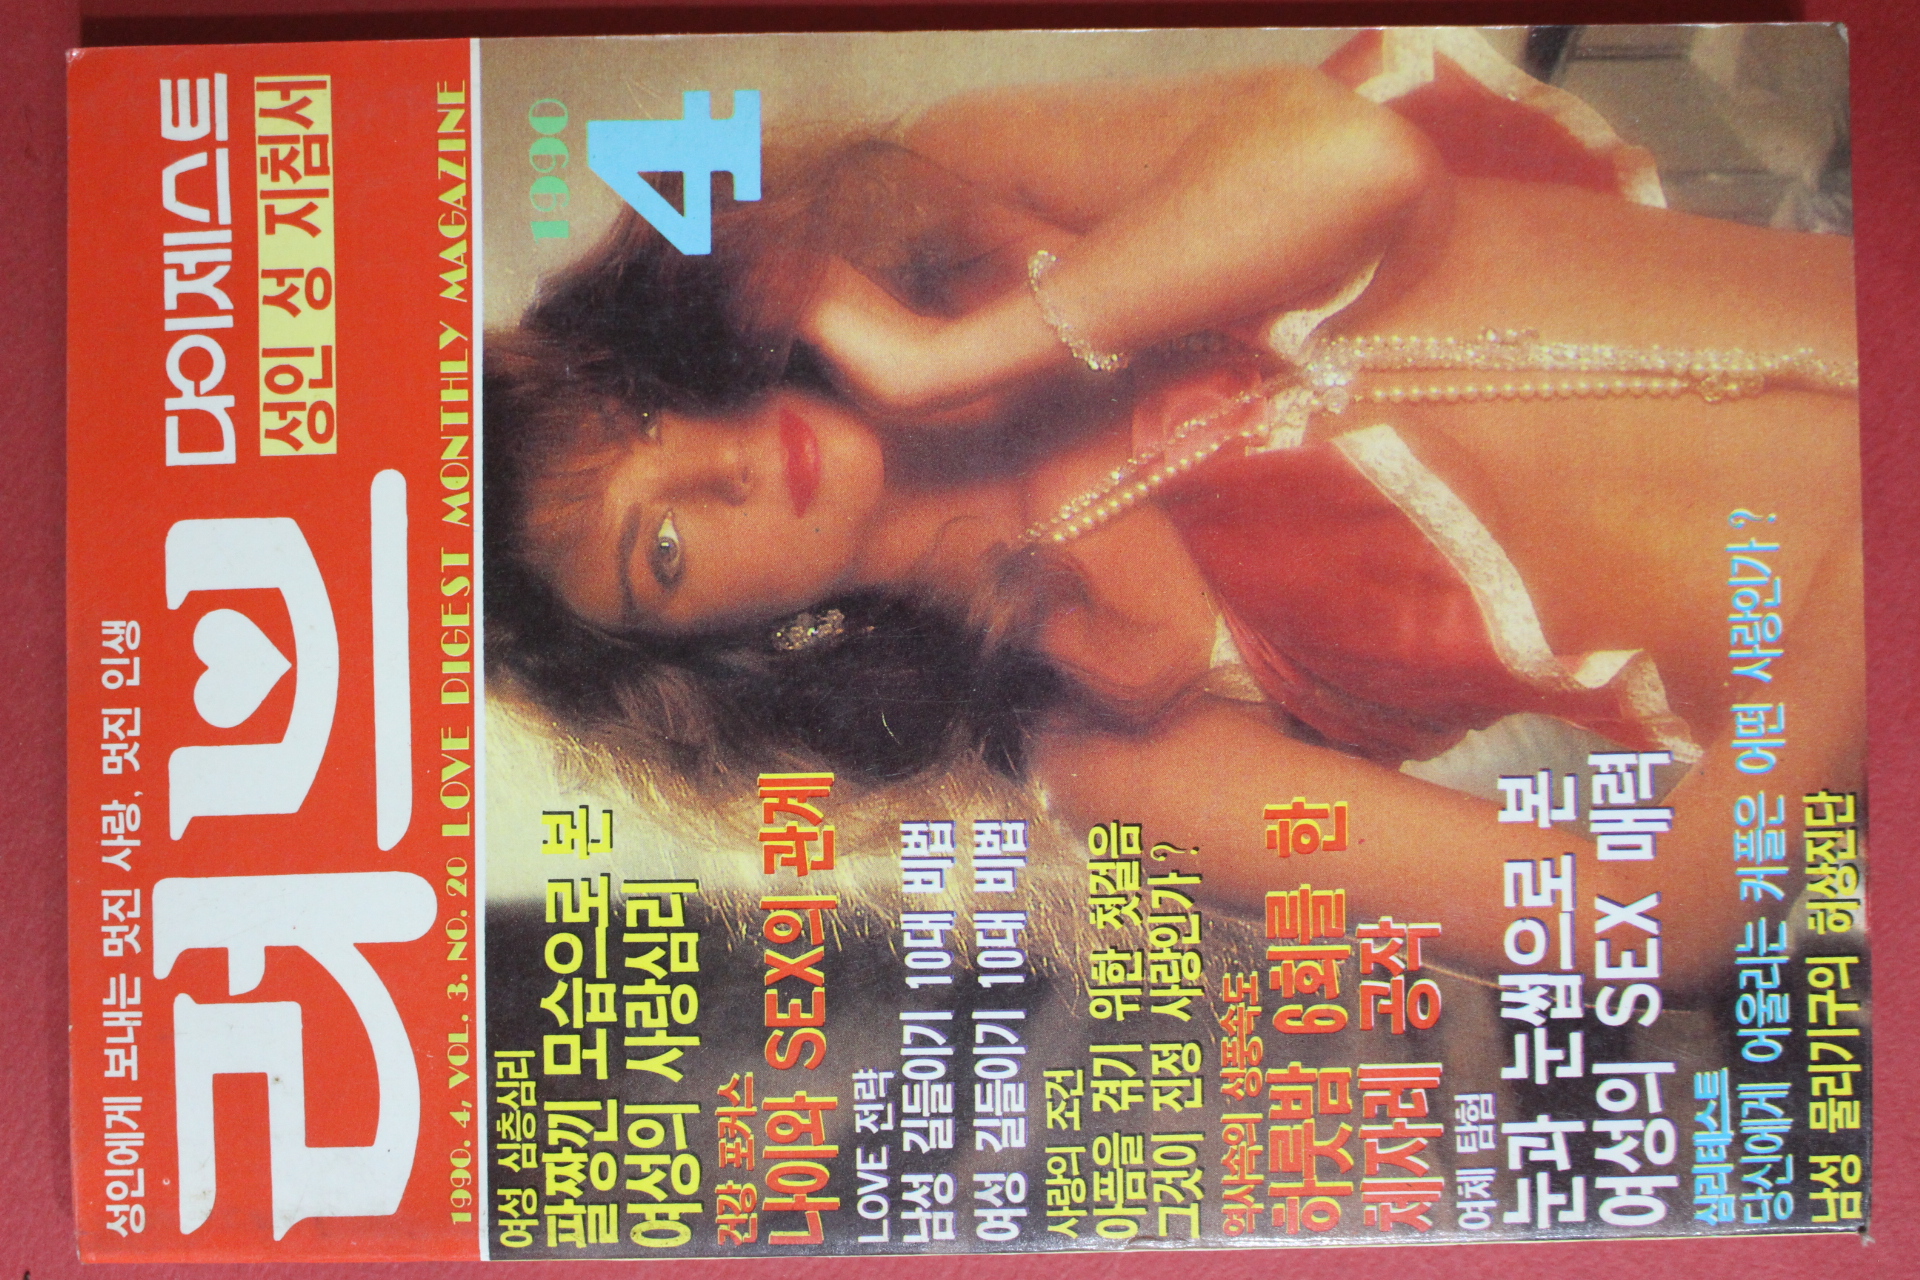 성인에게 보내는 멋진 사랑, 멋진 인생
다이제스트
성인 성 지침서
1990. 4, VOL. 3. NO. 20 LOVE DIGEST MONTHLY MAGAZINE
1990
4
여성 심층심리
팔짱낀 모습으로 본
여성의 사랑심리
건강 포커스
나이와 SEX의 관계
LOVE 전략
남성 길들이기 10대 비법
여성 길들이기 10대 비법
사랑의 조건
아픔을 겪기 위한 첫걸음
그것이 진정 사랑인가?
역사속의 성풍속도
하룻밤 6회를 한
체자레 공작
여체 탐험
눈과 눈썹으로 본
여성의 SEX 매력
심리테스트
당신에게 어울리는 커플은 어떤 사랑인가?
남성 물리기구의 허상진단